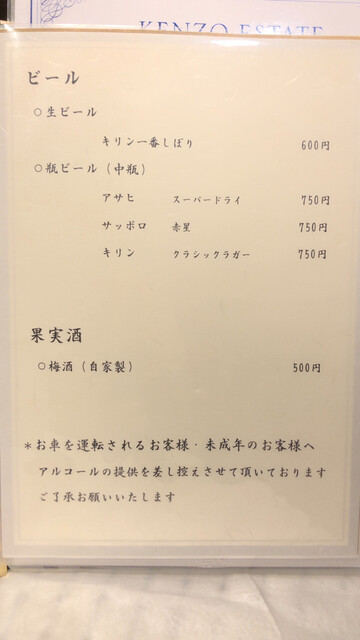 KENZO ESTATE
ビール
○生ビール
キリン一番しぼり 600円
○瓶ビール（中瓶）
アサヒ スーパードライ 750円
サッポロ 赤星 750円
キリン クラシックラガー 750円
果実酒
○梅酒（自家製） 500円
＊お車を運転されるお客様・未成年のお客様へ
アルコールの提供を差し控えさせて頂いております
ご了承お願いいたします